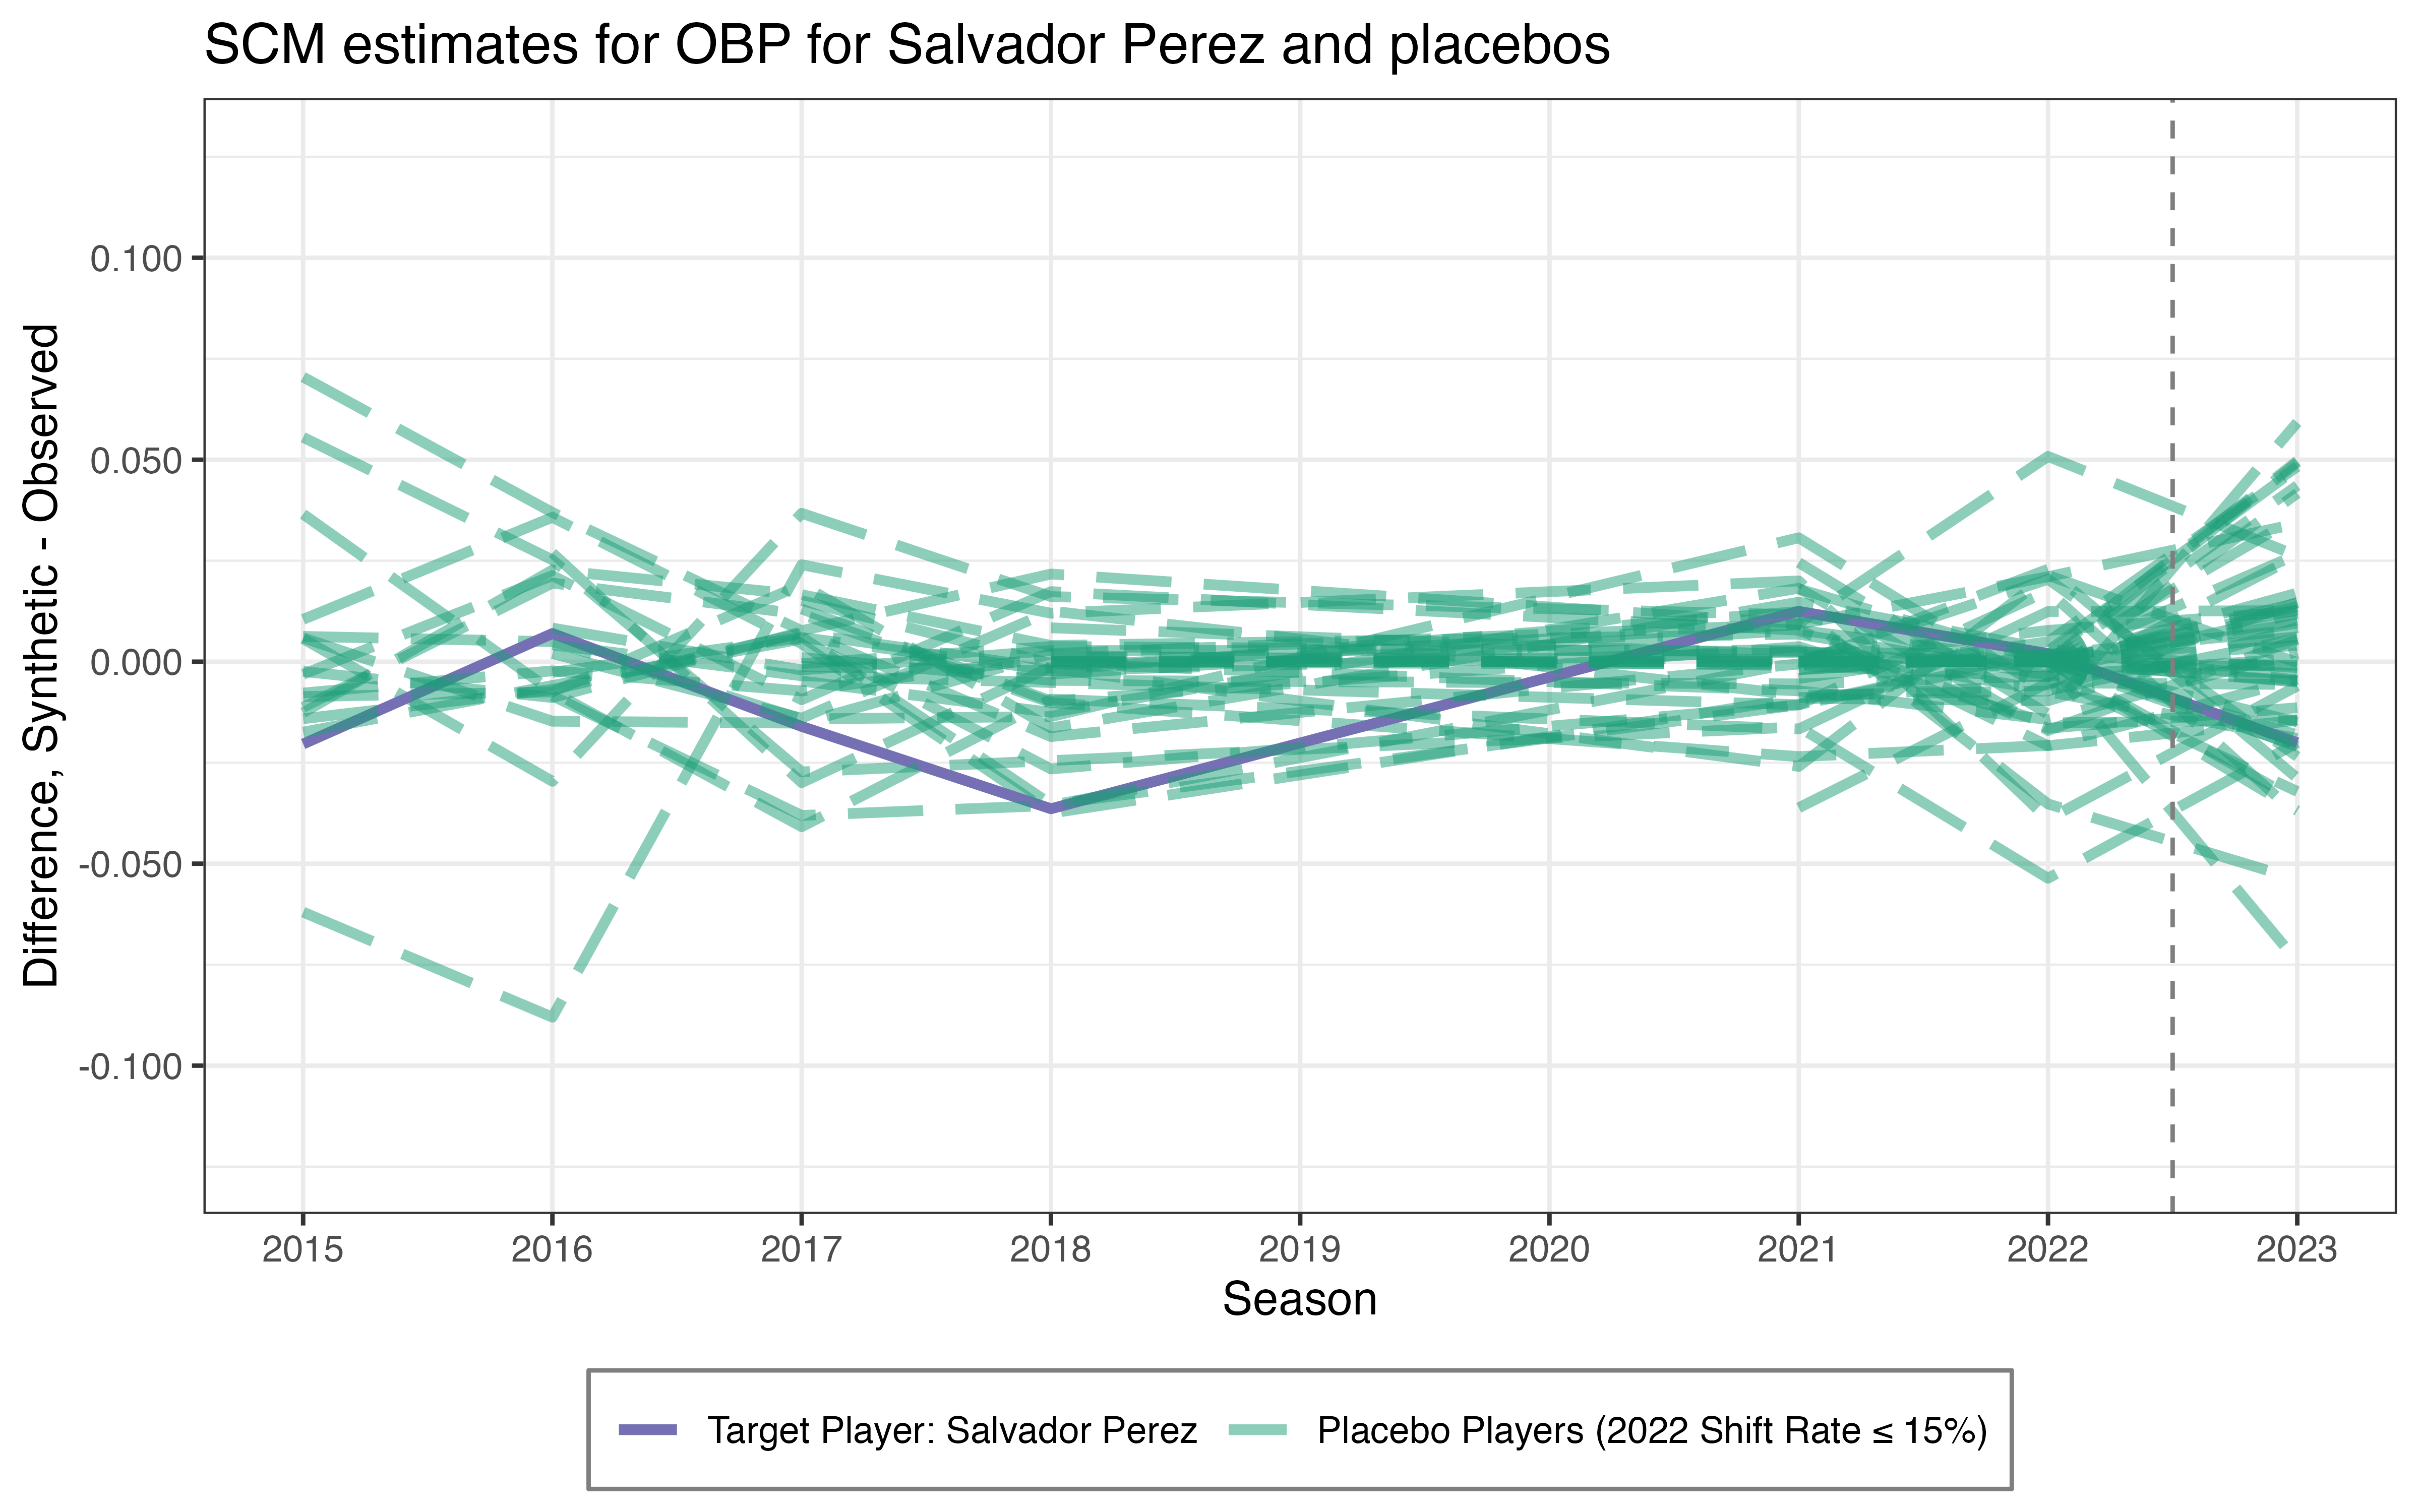 SCM estimates for OBP for Salvador Perez and placebos
Difference, Synthetic - Observed
0.100
0.050
0.000
-0.050
-0.100
2015 2016 2017 2018 2019 2020 2021 2022 2023
Season
Target Player: Salvador Perez Placebo Players (2022 Shift Rate ≤ 15%)